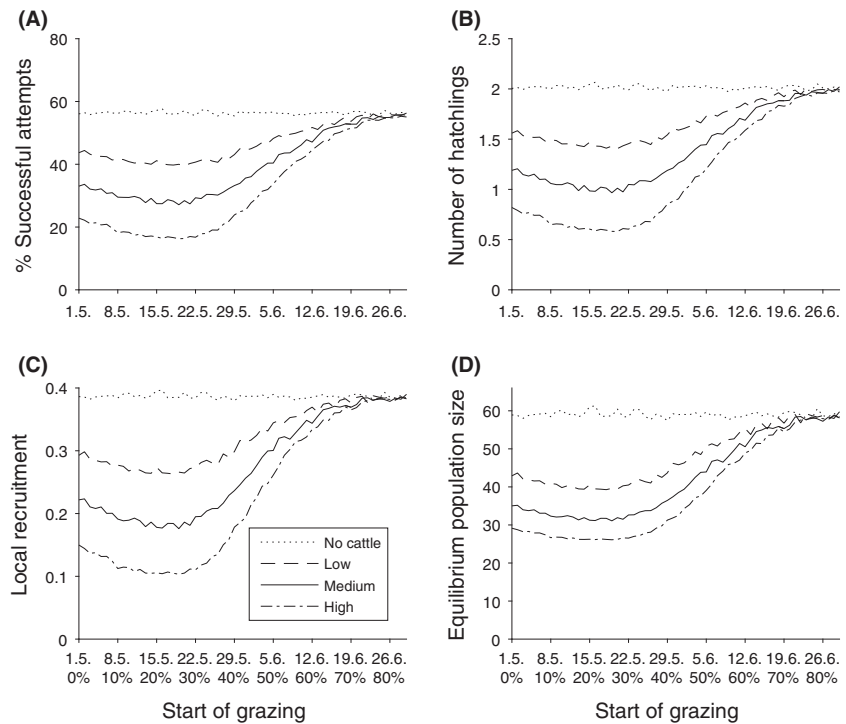 (A)
80
60
40
20
0
% Successful attempts
1.5. 8.5. 15.5. 22.5. 29.5. 5.6. 12.6. 19.6. 26.6.
(B)
2.5
2
1.5
1
0.5
0
Number of hatchlings
1.5. 8.5. 15.5. 22.5. 29.5. 5.6. 12.6. 19.6. 26.6.
(C)
0.4
0.3
0.2
0.1
0
Local recruitment
No cattle
Low
Medium
High
1.5. 8.5. 15.5. 22.5. 29.5. 5.6. 12.6. 19.6. 26.6.
0% 10% 20% 30% 40% 50% 60% 70% 80%
Start of grazing
(D)
60
50
40
30
20
10
0
Equilibrium population size
1.5. 8.5. 15.5. 22.5. 29.5. 5.6. 12.6. 19.6. 26.6.
0% 10% 20% 30% 40% 50% 60% 70% 80%
Start of grazing